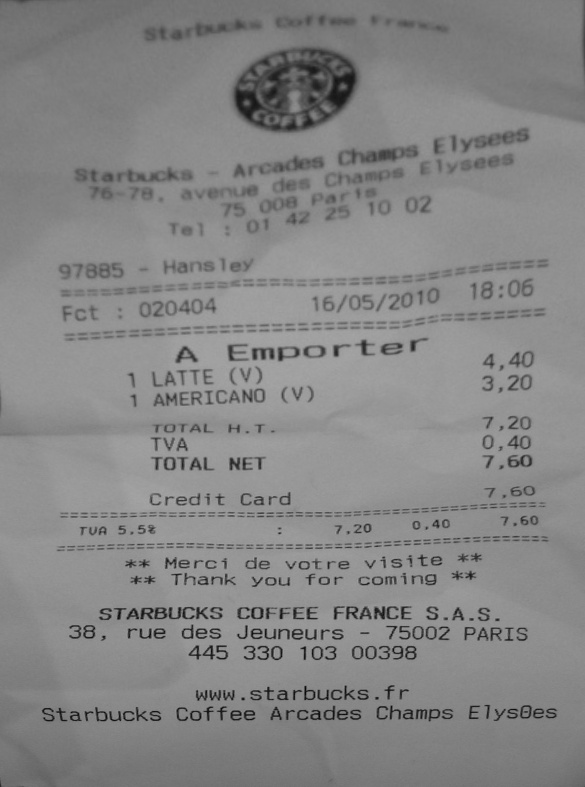 Starbucks Coffee France
STARBUCKS
COFFEE
Starbucks - Arcades Champs Elysees
76-78, avenue des Champs Elysees
75 008 Paris
Tel : 01 42 25 10 02
97885 - Hansley
================================
Fct : 020404 16/05/2010 18:06
================================
A Emporter
1 LATTE (V) 4,40
1 AMERICANO (V) 3,20
TOTAL H.T. 7,20
TVA 0,40
TOTAL NET 7,60
Credit Card 7,60
================================
TVA 5.5% : 7.20 0.40 7.60
================================
** Merci de votre visite **
** Thank you for coming **
STARBUCKS COFFEE FRANCE S.A.S.
38, rue des Jeuneurs - 75002 PARIS
445 330 103 00398
www.starbucks.fr
Starbucks Coffee Arcades Champs Elys0es